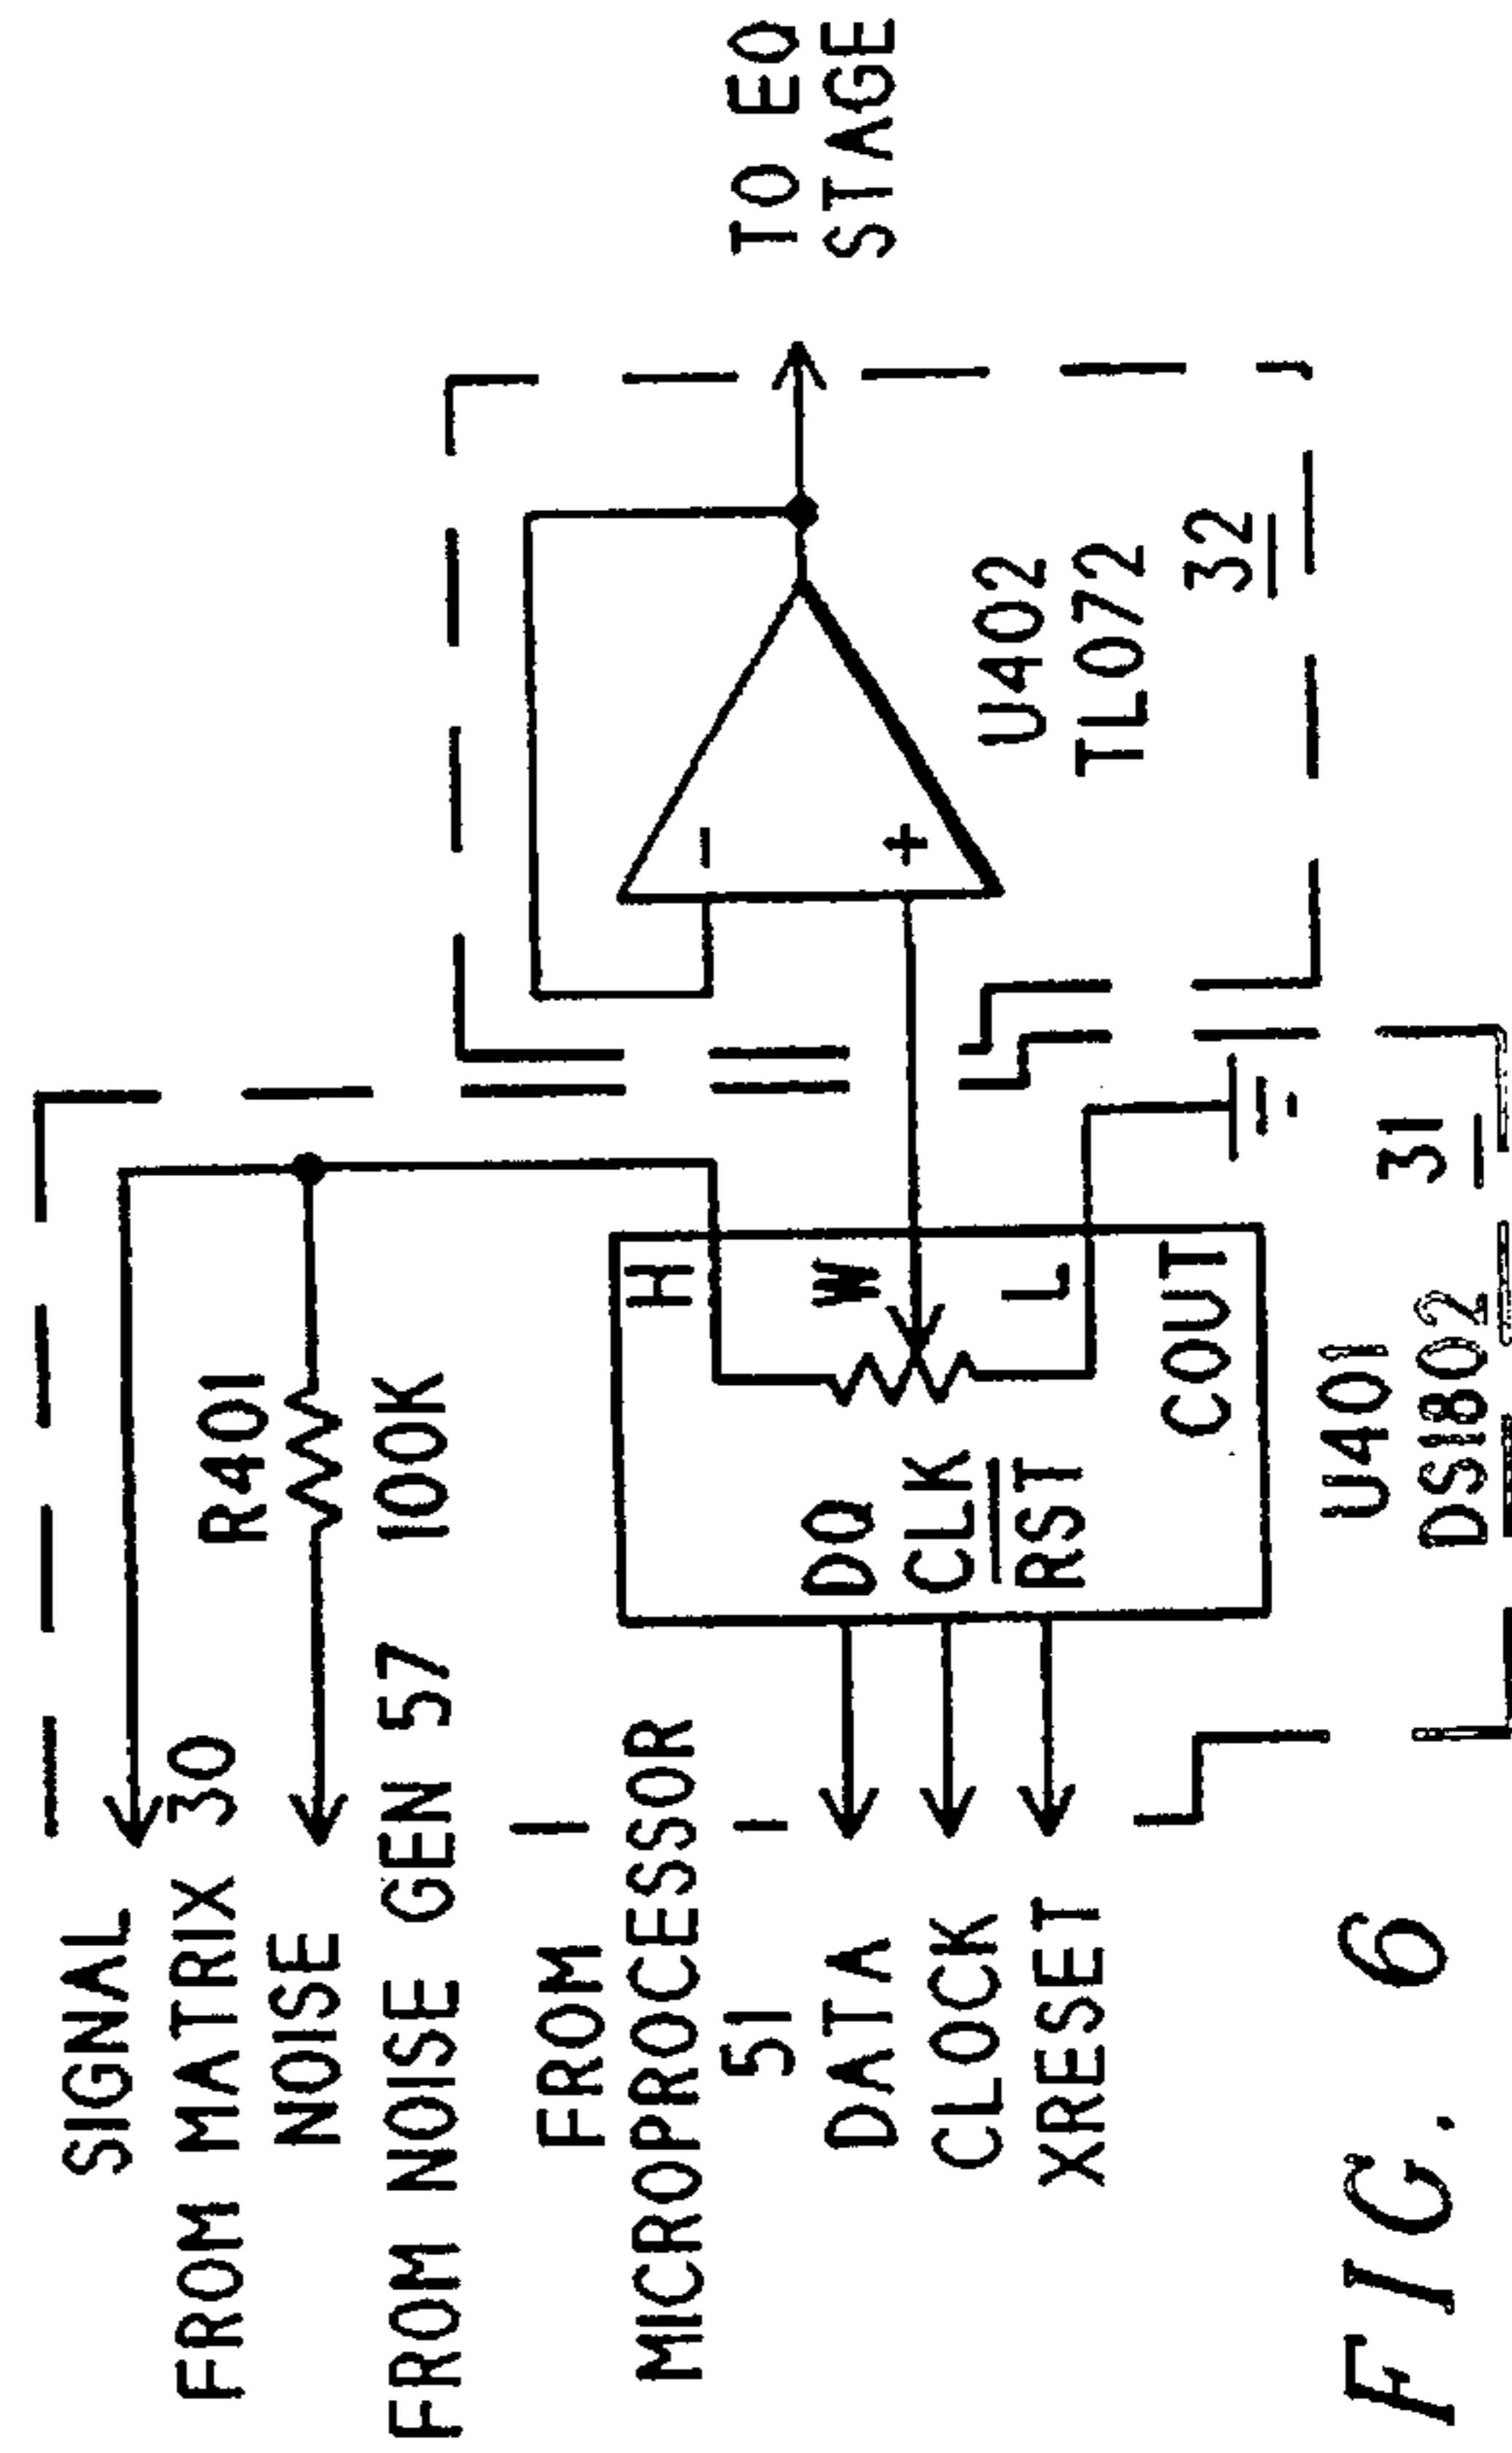 SIGNAL
FROM MATRIX 30
NOISE
FROM NOISE GEN 57
R401
100K
FROM
MICROPROCESSOR
51
DATA
CLOCK
XRESET
H
W
L
DQ
CLK
RST
COUT
U401
DS1802
31
-
+
U402
TL072
32
TO EQ
STAGE
FIG. 6